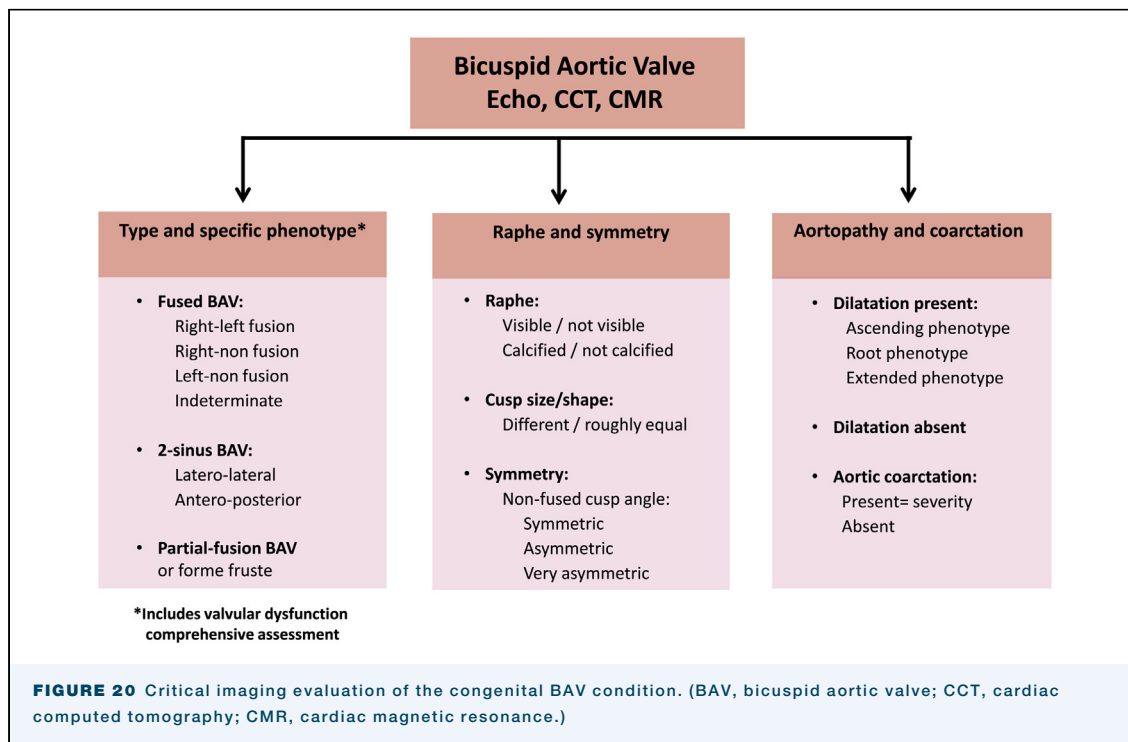 Bicuspid Aortic Valve
Echo, CCT, CMR
Type and specific phenotype*
• Fused BAV:
Right-left fusion
Right-non fusion
Left-non fusion
Indeterminate
• 2-sinus BAV:
Latero-lateral
Antero-posterior
• Partial-fusion BAV
or forme fruste
*Includes valvular dysfunction
comprehensive assessment
Raphe and symmetry
• Raphe:
Visible / not visible
Calcified / not calcified
• Cusp size/shape:
Different / roughly equal
• Symmetry:
Non-fused cusp angle:
Symmetric
Asymmetric
Very asymmetric
Aortopathy and coarctation
• Dilatation present:
Ascending phenotype
Root phenotype
Extended phenotype
• Dilatation absent
• Aortic coarctation:
Present= severity
Absent
FIGURE 20 Critical imaging evaluation of the congenital BAV condition. (BAV, bicuspid aortic valve; CCT, cardiac
computed tomography; CMR, cardiac magnetic resonance.)